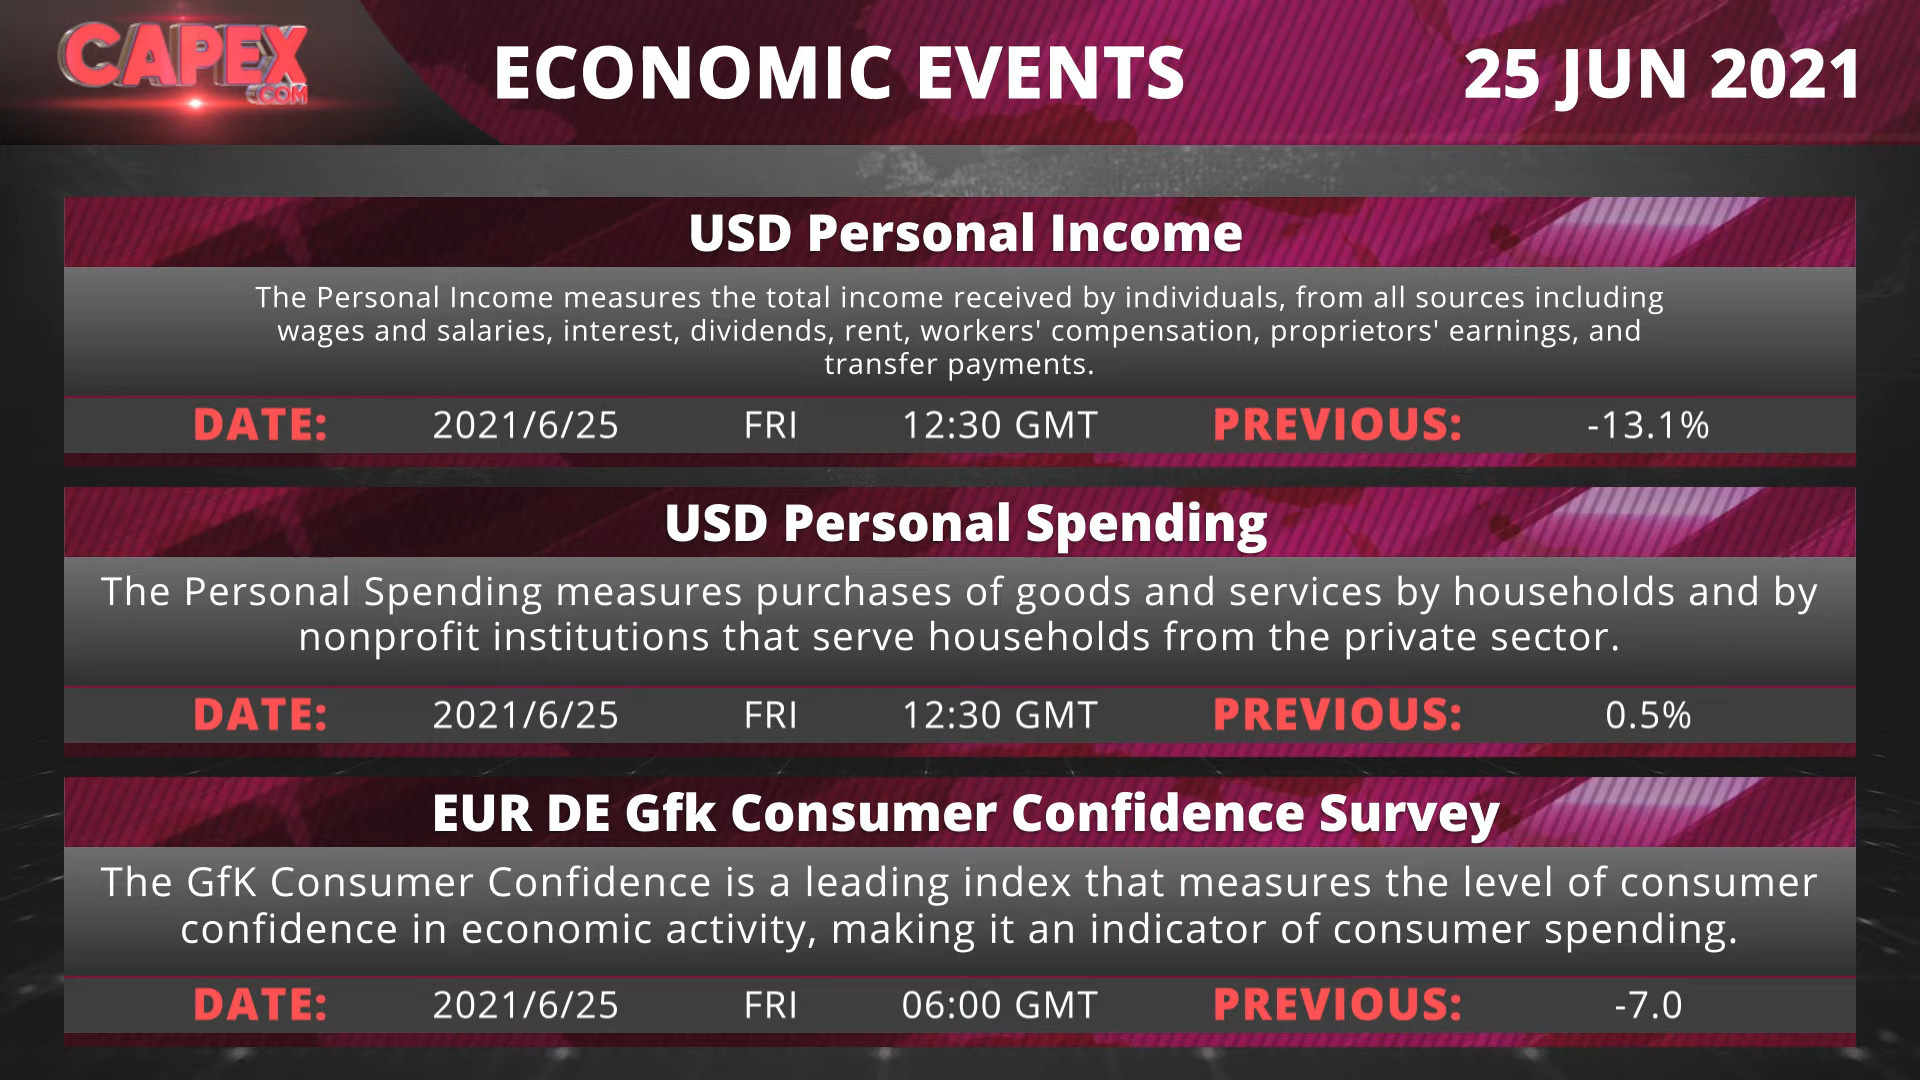 CAPEX
.COM
ECONOMIC EVENTS
25 JUN 2021
USD Personal Income
The Personal Income measures the total income received by individuals, from all sources including
wages and salaries, interest, dividends, rent, workers' compensation, proprietors' earnings, and
transfer payments.
DATE: 2021/6/25 FRI 12:30 GMT PREVIOUS: -13.1%
USD Personal Spending
The Personal Spending measures purchases of goods and services by households and by
nonprofit institutions that serve households from the private sector.
DATE: 2021/6/25 FRI 12:30 GMT PREVIOUS: 0.5%
EUR DE Gfk Consumer Confidence Survey
The GfK Consumer Confidence is a leading index that measures the level of consumer
confidence in economic activity, making it an indicator of consumer spending.
DATE: 2021/6/25 FRI 06:00 GMT PREVIOUS: -7.0